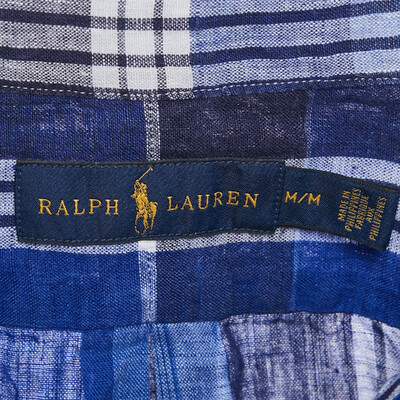 RALPH LAUREN
M/M
MADE IN
PHILIPPINES
FABRIQUÉ
AUX
PHILIPPINES